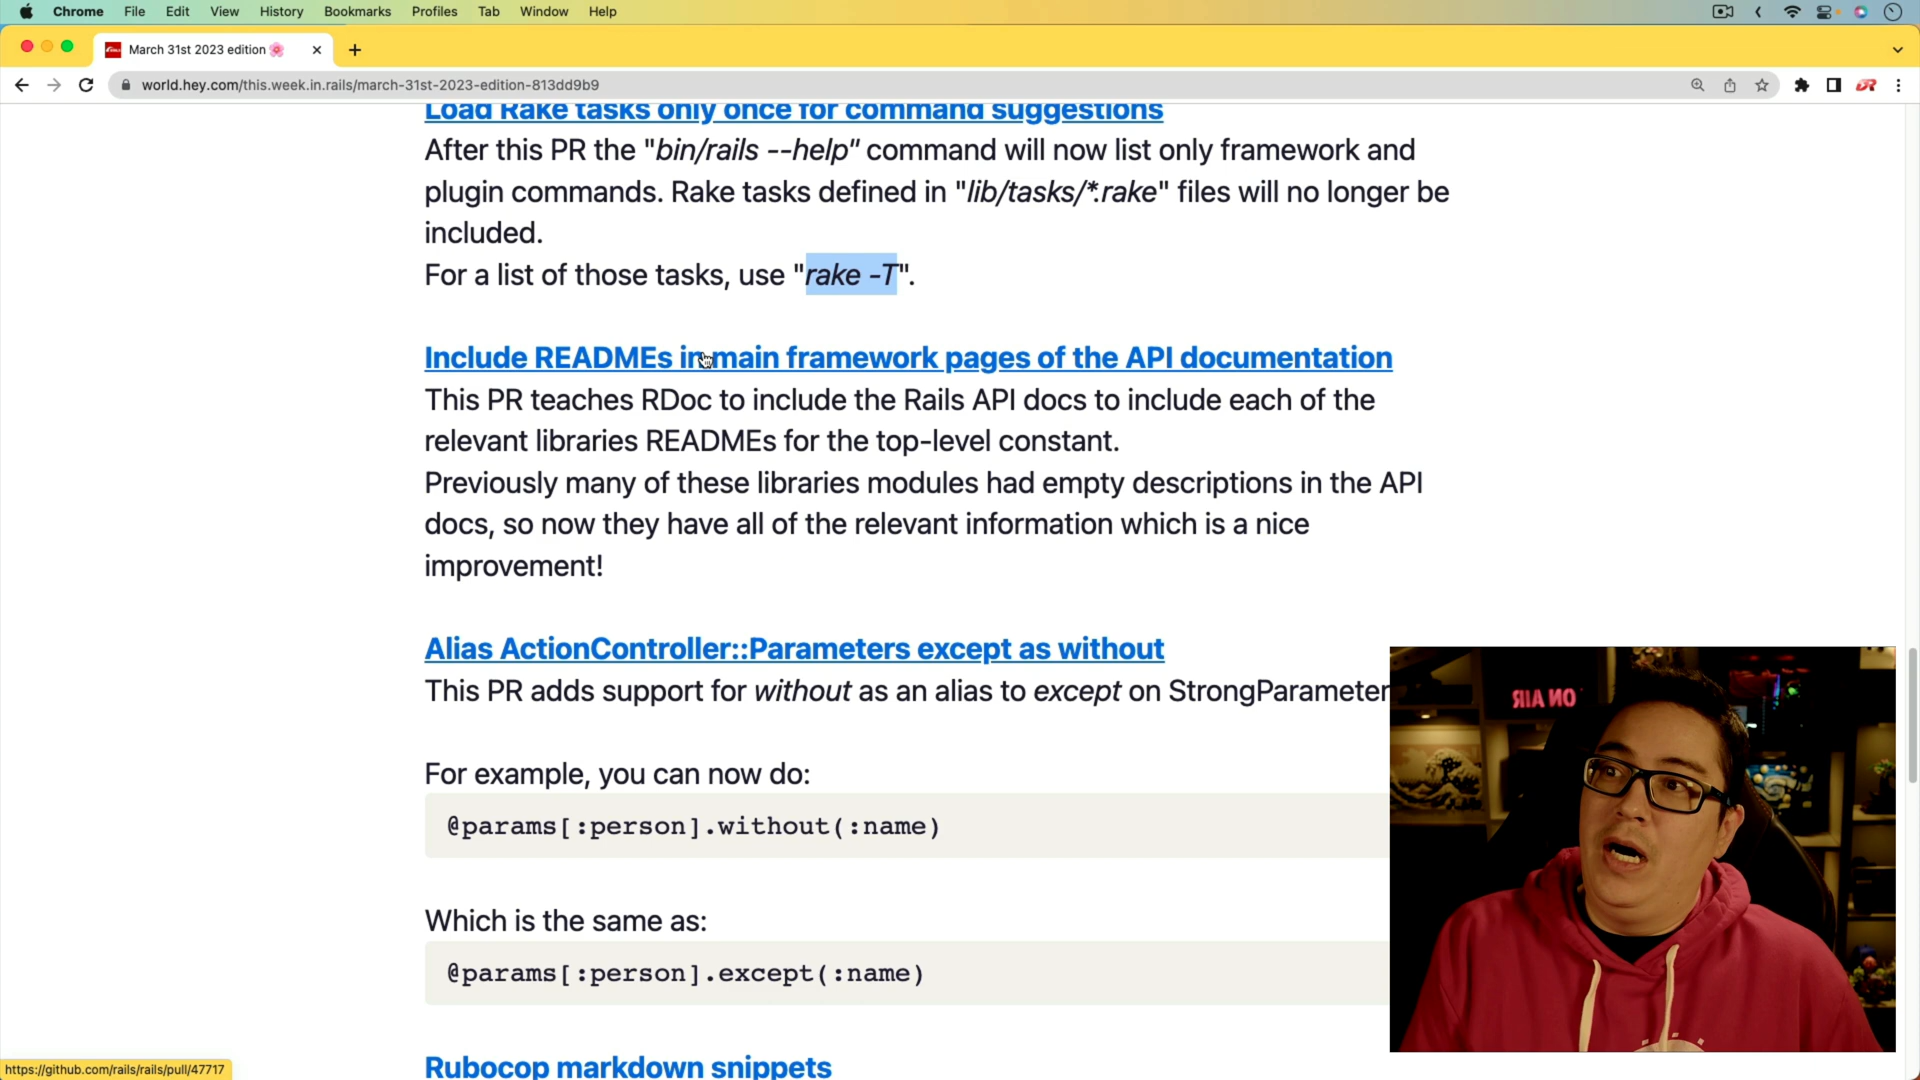 Chrome File Edit View History Bookmarks Profiles Tab Window Help
March 31st 2023 edition
world.hey.com/this.week.in.rails/march-31st-2023-edition-813dd9b9
Load Rake tasks only once for command suggestions
After this PR the "bin/rails --help" command will now list only framework and
plugin commands. Rake tasks defined in "lib/tasks/*.rake" files will no longer be
included.
For a list of those tasks, use "rake -T".
Include READMEs in main framework pages of the API documentation
This PR teaches RDoc to include the Rails API docs to include each of the
relevant libraries READMEs for the top-level constant.
Previously many of these libraries modules had empty descriptions in the API
docs, so now they have all of the relevant information which is a nice
improvement!
Alias ActionController::Parameters except as without
This PR adds support for without as an alias to except on StrongParameter
For example, you can now do:
@params[:person].without(:name)
Which is the same as:
@params[:person].except(:name)
Rubocop markdown snippets
https://github.com/rails/rails/pull/47717
ON AIR